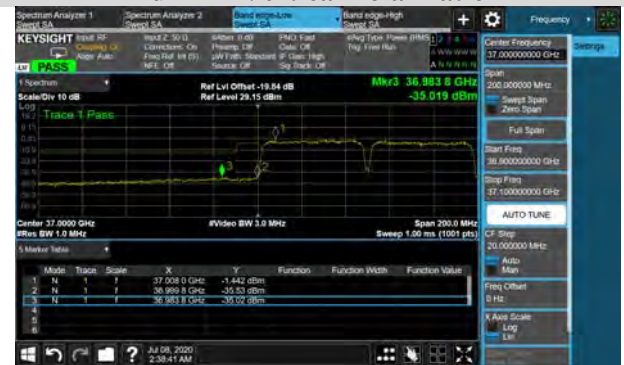 Spectrum Analyzer 1
Swept SA
Spectrum Analyzer 2
Swept SA
Band edge-Low
Swept SA
Band edge-High
Swept SA
Frequency
KEYSIGHT
Input: RF
Coupling: DC
Align: Auto
Input Z: 50 Ω
Corrections: On
Freq Ref: Int (S)
NFE: Off
#Atten: 0 dB
Preamp: Off
µW Path: Standard
Source: Off
PNO: Fast
Gate: Off
IF Gain: High
Sig Track: Off
#Avg Type: Power (RMS)
Trig: Free Run
LXI
PASS
1 Spectrum
Scale/Div 10 dB
Log
Ref Lvl Offset -19.84 dB
Ref Level 29.15 dBm
Mkr3 36.983 8 GHz
-35.019 dBm
Trace 1 Pass
1
2
3
Center 37.0000 GHz
#Res BW 1.0 MHz
#Video BW 3.0 MHz
Span 200.0 MHz
Sweep 1.00 ms (1001 pts)
5 Marker Table
Mode Trace Scale X Y Function Function Width Function Value
1 N 1 f 37.008 0 GHz -1.442 dBm
2 N 1 f 36.999 8 GHz -35.53 dBm
3 N 1 f 36.983 8 GHz -35.02 dBm
4
5
6
Jul 08, 2020
2:38:41 AM
Center Frequency
37.000000000 GHz
Settings
Span
200.000000 MHz
Swept Span
Zero Span
Full Span
Start Freq
36.900000000 GHz
Stop Freq
37.100000000 GHz
AUTO TUNE
CF Step
20.000000 MHz
Auto
Man
Freq Offset
0 Hz
X Axis Scale
Log
Lin